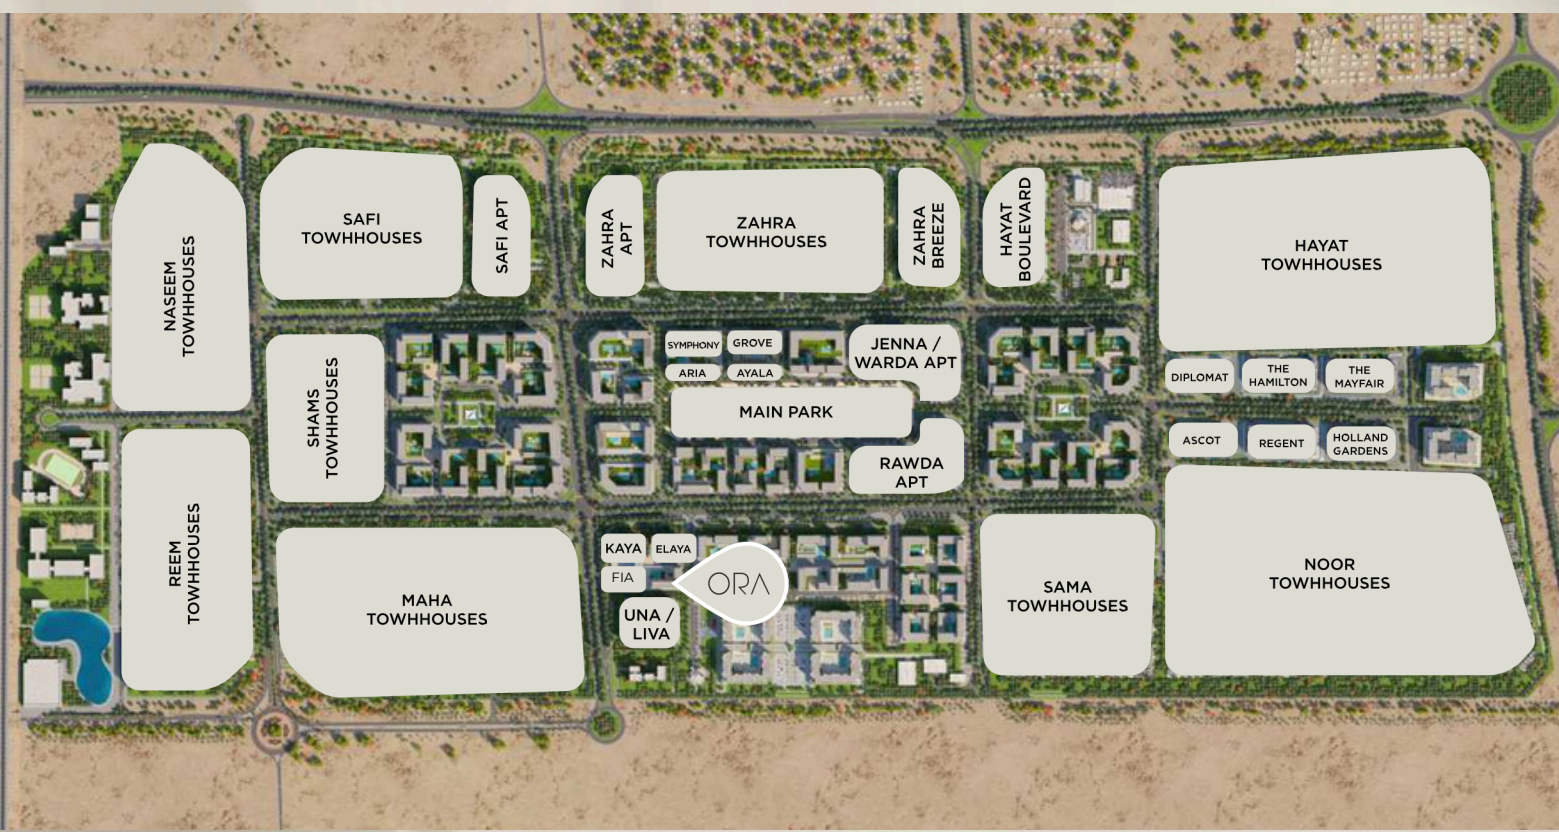 NASEEM
TOWHHOUSES
SAFI
TOWHHOUSES
SAFI APT
ZAHRA
APT
ZAHRA
TOWHHOUSES
ZAHRA
BREEZE
HAYAT
BOULEVARD
HAYAT
TOWHHOUSES
SHAMS
TOWHHOUSES
SYMPHONY
GROVE
ARIA
AYALA
JENNA /
WARDA APT
MAIN PARK
RAWDA
APT
DIPLOMAT
THE
HAMILTON
THE
MAYFAIR
ASCOT
REGENT
HOLLAND
GARDENS
REEM
TOWHHOUSES
MAHA
TOWHHOUSES
KAYA
ELAYA
FIA
ORA
UNA /
LIVA
SAMA
TOWHHOUSES
NOOR
TOWHHOUSES